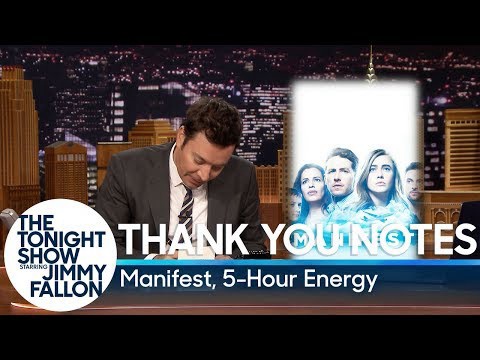 THANK YOU NOTES
THE
TONIGHT
SHOW
STARRING
JIMMY
FALLON
Manifest, 5-Hour Energy